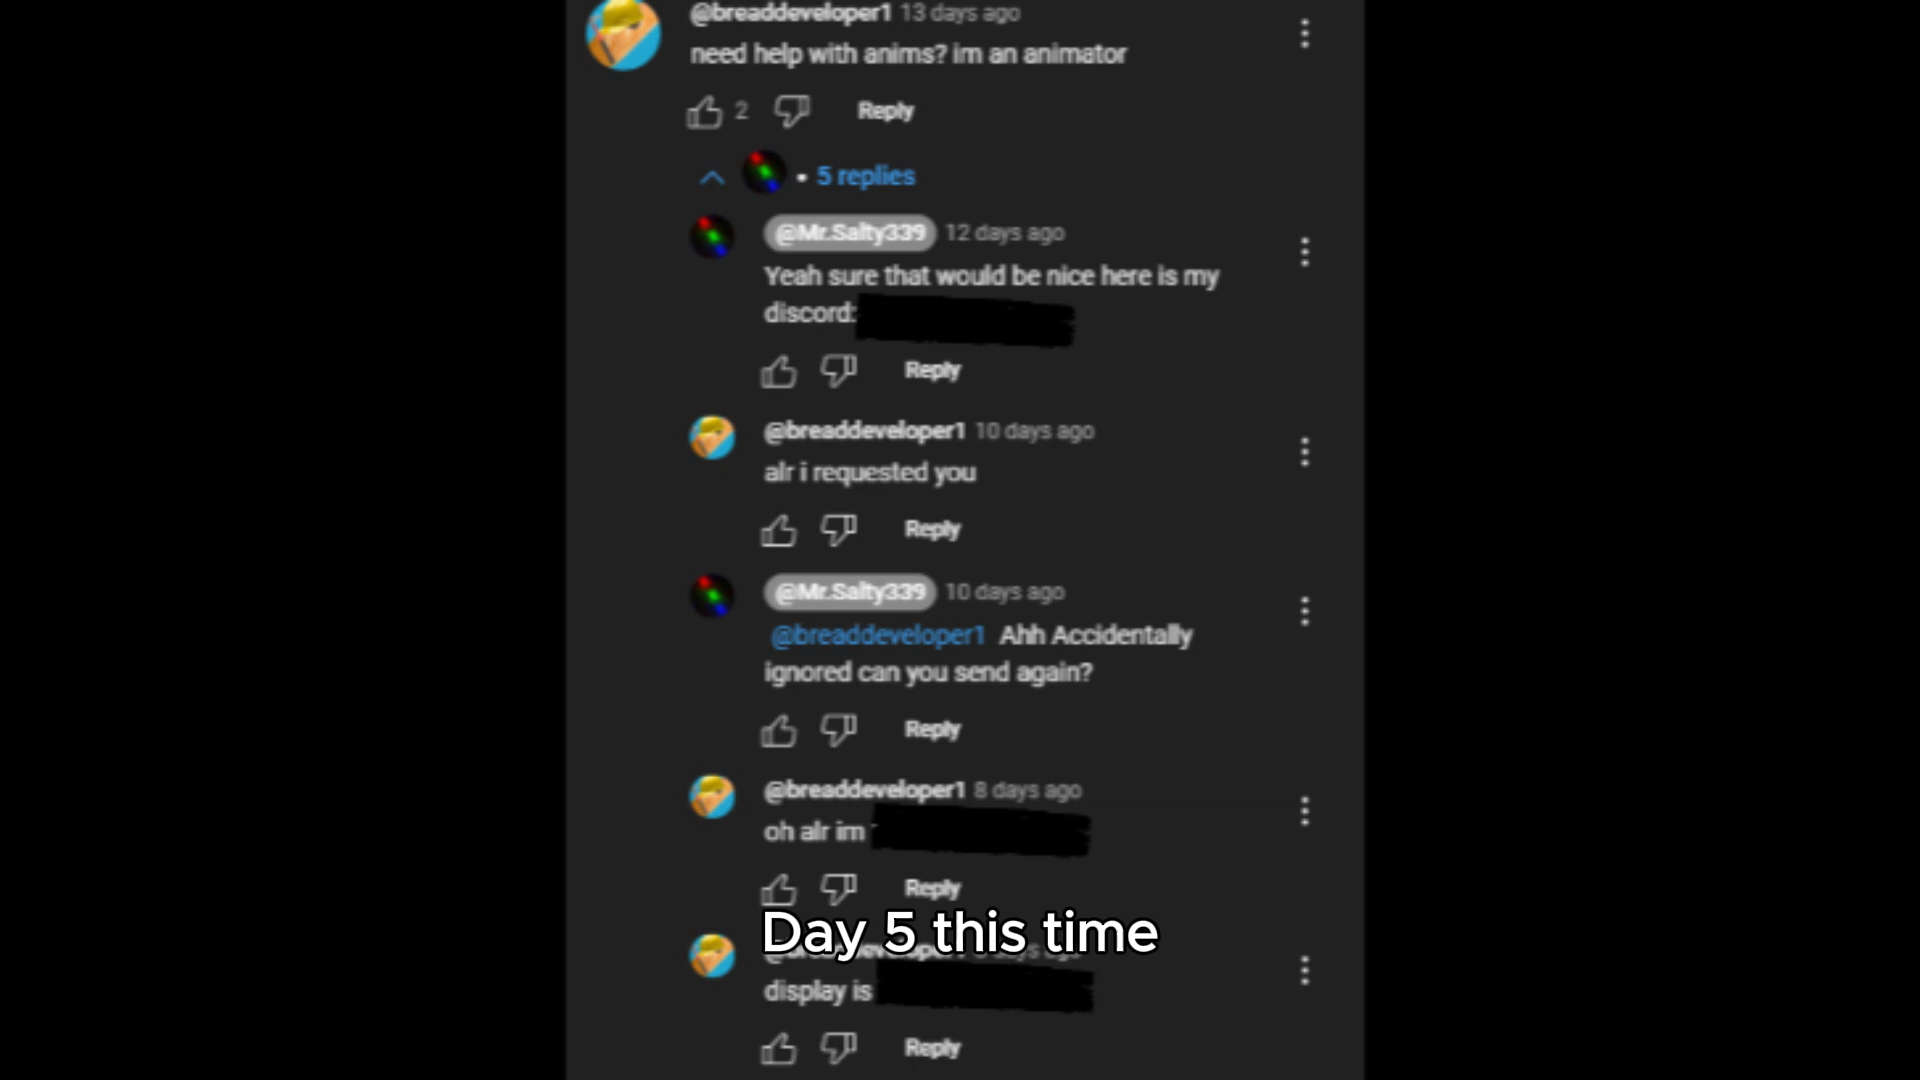 @breaddeveloper1 13 days ago
need help with anims? im an animator
2 Reply
5 replies
@Mr.Salty339 12 days ago
Yeah sure that would be nice here is my
discord:
Reply
@breaddeveloper1 10 days ago
alr i requested you
Reply
@Mr.Salty339 10 days ago
@breaddeveloper1 Ahh Accidentally
ignored can you send again?
Reply
@breaddeveloper1 8 days ago
oh alr im
Reply
Day 5 this time
display is
Reply